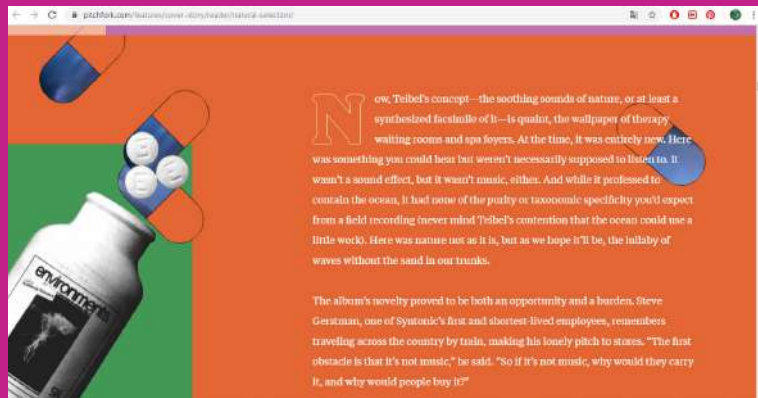 pitchfork.com/features/cover-story/reader/natural-selection/
Now, Teibel's concept—the soothing sounds of nature, or at least a
synthesized facsimile of it—is quaint, the wallpaper of therapy
waiting rooms and spa foyers. At the time, it was entirely new. Here
was something you could hear but weren't necessarily supposed to listen to. It
wasn't a sound effect, but it wasn't music, either. And while it professed to
contain the ocean, it had none of the purity or taxonomic specificity you'd expect
from a field recording (never mind Teibel's contention that the ocean could use a
little work). Here was nature not as it is, but as we hope it'll be, the lullaby of
waves without the sand in our trunks.
The album's novelty proved to be both an opportunity and a burden. Steve
Gerstman, one of Syntonic's first and shortest-lived employees, remembers
traveling across the country by train, making his lonely pitch to stores. "The first
obstacle is that it's not music," he said. "So if it's not music, why would they carry
it, and why would people buy it?"
E
E
E
environments